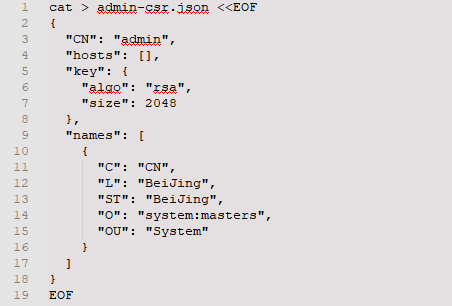 1 cat > admin-csr.json <<EOF
2 {
3   "CN": "admin",
4   "hosts": [],
5   "key": {
6     "algo": "rsa",
7     "size": 2048
8   },
9   "names": [
10     {
11       "C": "CN",
12       "L": "BeiJing",
13       "ST": "BeiJing",
14       "O": "system:masters",
15       "OU": "System"
16     }
17   ]
18 }
19 EOF